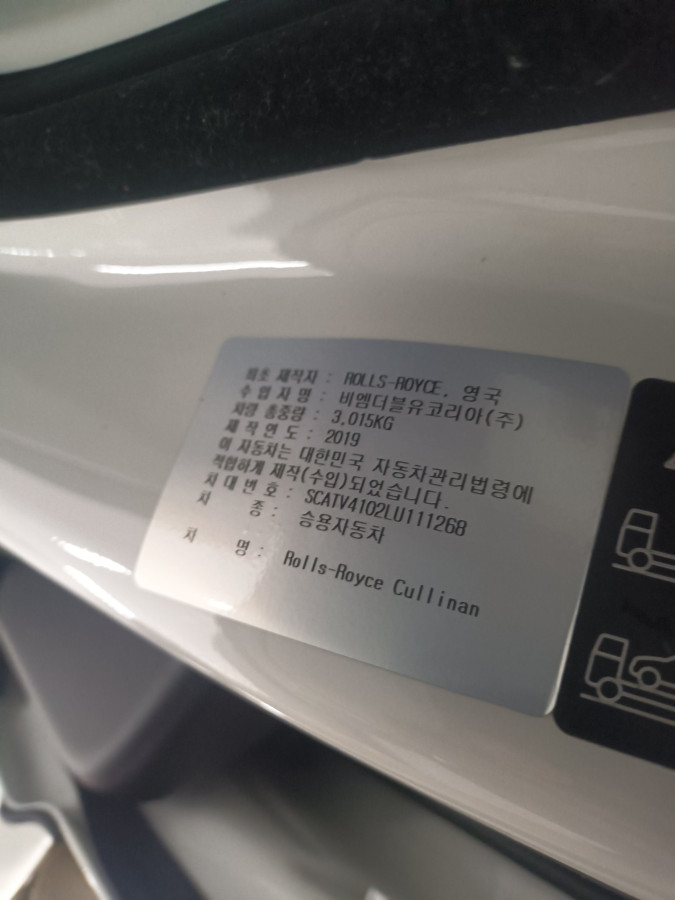 최초 제작자 : ROLLS-ROYCE, 영국
수 입 자 명 : 비엠더블유코리아(주)
차량 총중량 : 3,015KG
제 작 연 도 : 2019
이 자동차는 대한민국 자동차관리법령에
적합하게 제작(수입)되었습니다.
차 대 번 호 : SCATV4102LU111268
차 종 : 승용자동차
차 명 : Rolls-Royce Cullinan